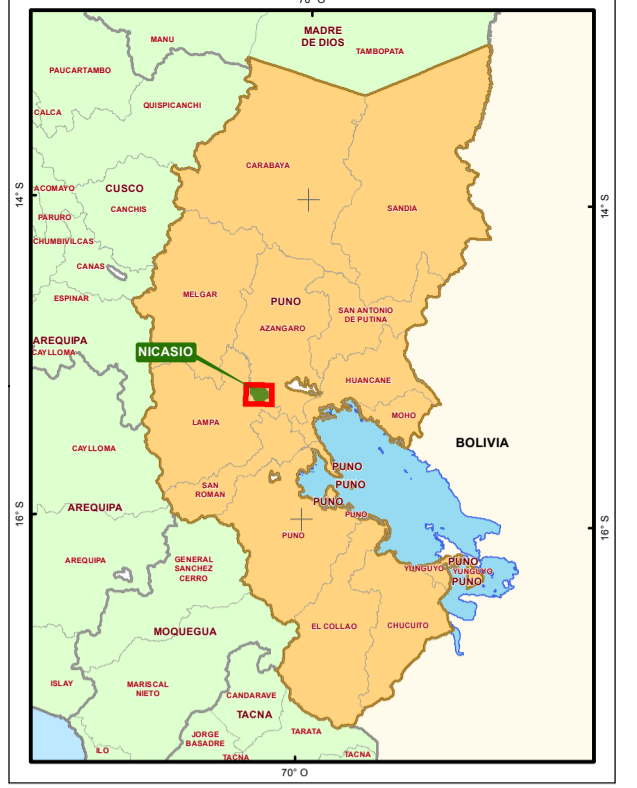 70° O
MANU
MADRE
DE DIOS
TAMBOPATA
PAUCARTAMBO
QUISPICANCHI
CALCA
CARABAYA
ACOMAYO
CUSCO
14° S
14° S
CANCHIS
SANDIA
PARURO
CHUMBIVILCAS
CANAS
ESPINAR
MELGAR
PUNO
SAN ANTONIO
DE PUTINA
AZANGARO
AREQUIPA
CAYLLOMA
NICASIO
HUANCANE
MOHO
LAMPA
BOLIVIA
CAYLLOMA
PUNO
PUNO
SAN
ROMAN
PUNO
AREQUIPA
PUNO
16° S
16° S
PUNO
AREQUIPA
GENERAL
SANCHEZ
CERRO
PUNO
YUNGUYO
YUNGUYO
PUNO
EL COLLAO
CHUCUITO
MOQUEGUA
ISLAY
MARISCAL
NIETO
CANDARAVE
TACNA
JORGE
BASADRE
TARATA
ILO
TACNA
TACNA
70° O